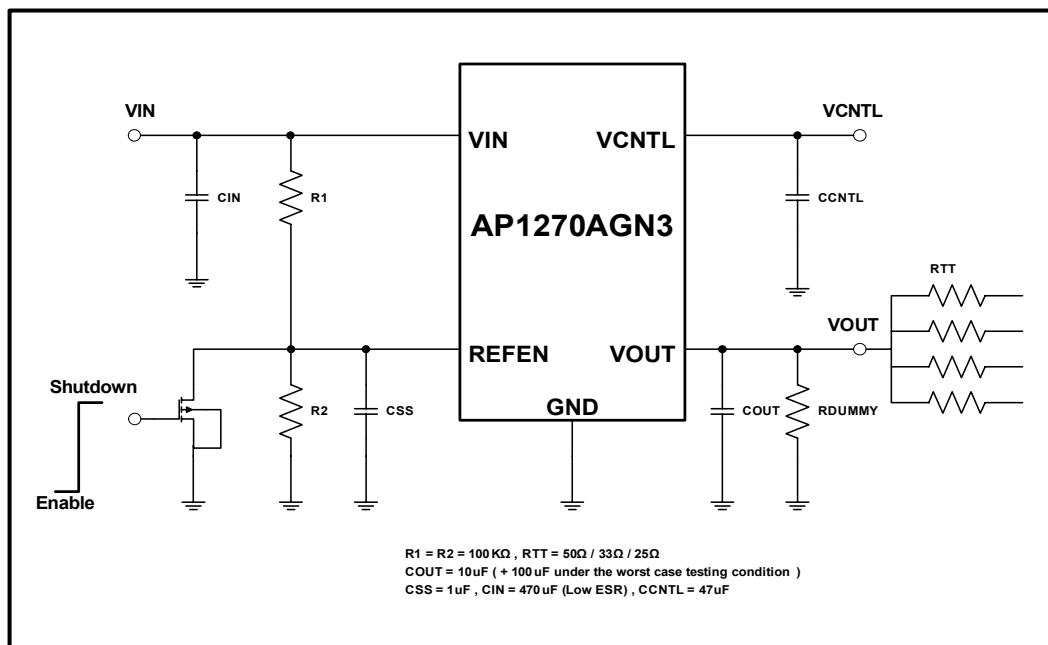 VIN
VCNTL
VIN
VCNTL
CIN
R1
CCNTL
AP1270AGN3
RTT
VOUT
REFEN
VOUT
Shutdown
R2
CSS
GND
COUT
RDUMMY
Enable
R1 = R2 = 100KΩ , RTT = 50Ω / 33Ω / 25Ω
COUT = 10uF ( + 100uF under the worst case testing condition )
CSS = 1uF , CIN = 470uF (Low ESR) , CCNTL = 47uF